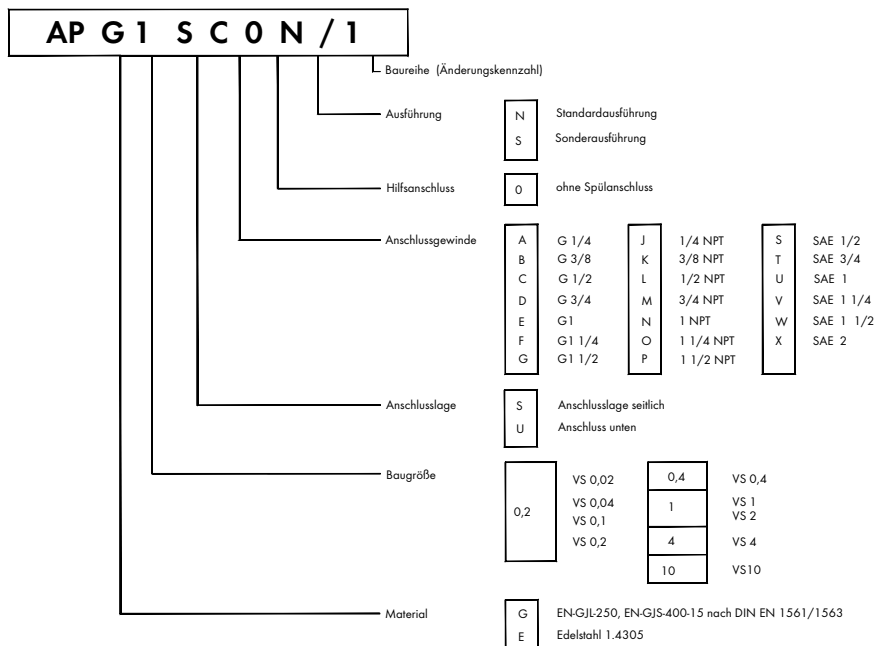 AP G1 S C 0 N / 1
Baureihe (Änderungskennzahl)
Ausführung
N Standardausführung
S Sonderausführung
Hilfsanschluss
0 ohne Spülanschluss
Anschlussgewinde
A G 1/4 J 1/4 NPT S SAE 1/2
B G 3/8 K 3/8 NPT T SAE 3/4
C G 1/2 L 1/2 NPT U SAE 1
D G 3/4 M 3/4 NPT V SAE 1 1/4
E G1 N 1 NPT W SAE 1 1/2
F G1 1/4 O 1 1/4 NPT X SAE 2
G G1 1/2 P 1 1/2 NPT
Anschlusslage
S Anschlusslage seitlich
U Anschluss unten
Baugröße
0,2
VS 0,02
VS 0,04
VS 0,1
VS 0,2
0,4 VS 0,4
1 VS 1
VS 2
4 VS 4
10 VS10
Material
G EN-GJL-250, EN-GJS-400-15 nach DIN EN 1561/1563
E Edelstahl 1.4305